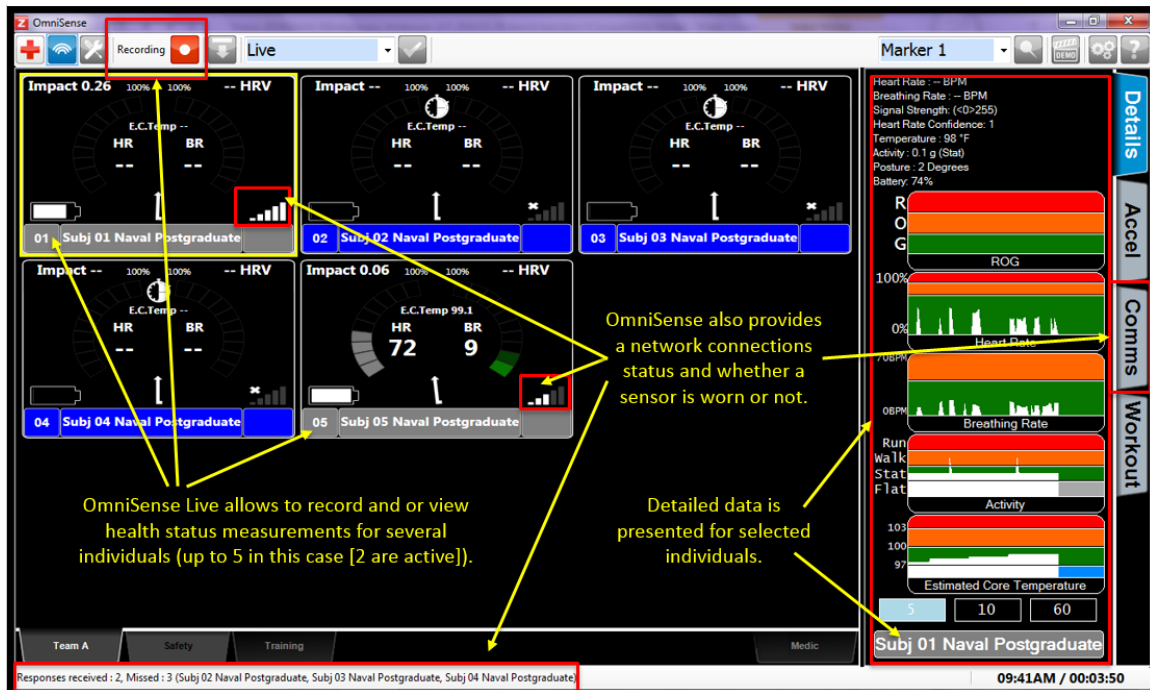 OmniSense
Recording
Live
Marker 1
DEMO
?
Impact 0.26 100% 100% -- HRV
E.C.Temp --
HR BR
-- --
01 Subj 01 Naval Postgraduate
Impact -- 100% 100% -- HRV
E.C.Temp --
HR BR
-- --
02 Subj 02 Naval Postgraduate
Impact -- 100% 100% -- HRV
E.C.Temp --
HR BR
-- --
03 Subj 03 Naval Postgraduate
Impact -- 100% 100% -- HRV
E.C.Temp --
HR BR
-- --
04 Subj 04 Naval Postgraduate
Impact 0.06 100% 100% -- HRV
E.C.Temp 99.1
HR BR
72 9
05 Subj 05 Naval Postgraduate
OmniSense also provides
a network connections
status and whether a
sensor is worn or not.
OmniSense Live allows to record and or view
health status measurements for several
individuals (up to 5 in this case [2 are active]).
Detailed data is
presented for selected
individuals.
Heart Rate : -- BPM
Breathing Rate : -- BPM
Signal Strength: (<0>255)
Heart Rate Confidence: 1
Temperature : 98 °F
Activity : 0.1 g (Stat)
Posture : 2 Degrees
Battery: 74%
R
O
G
ROG
100%
0%
Heart Rate
70BPM
0BPM
Breathing Rate
Run
Walk
Stat
Flat
Activity
103
100
97
Estimated Core Temperature
5 10 60
Subj 01 Naval Postgraduate
Details
Accel
Comms
Workout
Team A Safety Training Medic
Responses received : 2, Missed : 3 (Subj 02 Naval Postgraduate, Subj 03 Naval Postgraduate, Subj 04 Naval Postgraduate)
09:41AM / 00:03:50